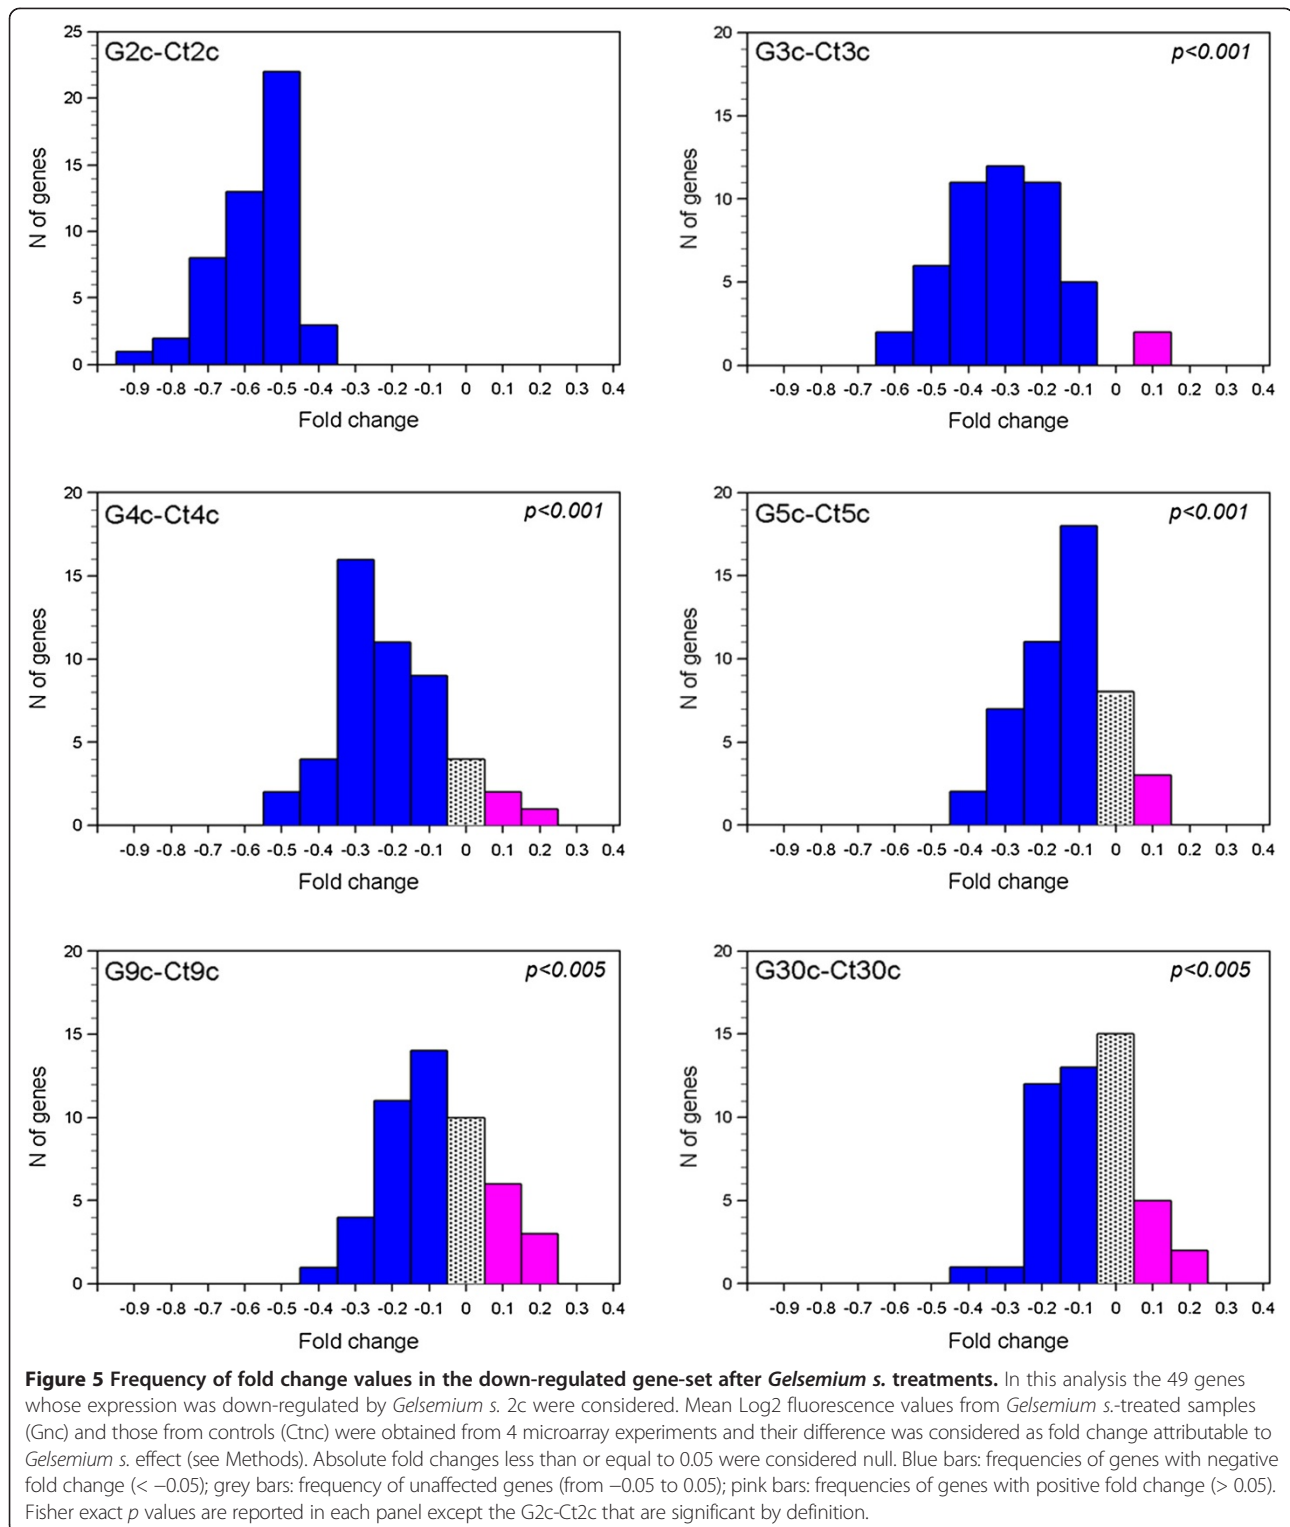 G2c-Ct2c
25
20
15
10
5
0
N of genes
-0.9 -0.8 -0.7 -0.6 -0.5 -0.4 -0.3 -0.2 -0.1 0 0.1 0.2 0.3 0.4
Fold change
G3c-Ct3c
p<0.001
20
15
10
5
0
N of genes
-0.9 -0.8 -0.7 -0.6 -0.5 -0.4 -0.3 -0.2 -0.1 0 0.1 0.2 0.3 0.4
Fold change
G4c-Ct4c
p<0.001
20
15
10
5
0
N of genes
-0.9 -0.8 -0.7 -0.6 -0.5 -0.4 -0.3 -0.2 -0.1 0 0.1 0.2 0.3 0.4
Fold change
G5c-Ct5c
p<0.001
20
15
10
5
0
N of genes
-0.9 -0.8 -0.7 -0.6 -0.5 -0.4 -0.3 -0.2 -0.1 0 0.1 0.2 0.3 0.4
Fold change
G9c-Ct9c
p<0.005
20
15
10
5
0
N of genes
-0.9 -0.8 -0.7 -0.6 -0.5 -0.4 -0.3 -0.2 -0.1 0 0.1 0.2 0.3 0.4
Fold change
G30c-Ct30c
p<0.005
20
15
10
5
0
N of genes
-0.9 -0.8 -0.7 -0.6 -0.5 -0.4 -0.3 -0.2 -0.1 0 0.1 0.2 0.3 0.4
Fold change
Figure 5 Frequency of fold change values in the down-regulated gene-set after Gelsemium s. treatments. In this analysis the 49 genes
whose expression was down-regulated by Gelsemium s. 2c were considered. Mean Log2 fluorescence values from Gelsemium s.-treated samples
(Gnc) and those from controls (Ctnc) were obtained from 4 microarray experiments and their difference was considered as fold change attributable to
Gelsemium s. effect (see Methods). Absolute fold changes less than or equal to 0.05 were considered null. Blue bars: frequencies of genes with negative
fold change (< −0.05); grey bars: frequency of unaffected genes (from −0.05 to 0.05); pink bars: frequencies of genes with positive fold change (> 0.05).
Fisher exact p values are reported in each panel except the G2c-Ct2c that are significant by definition.